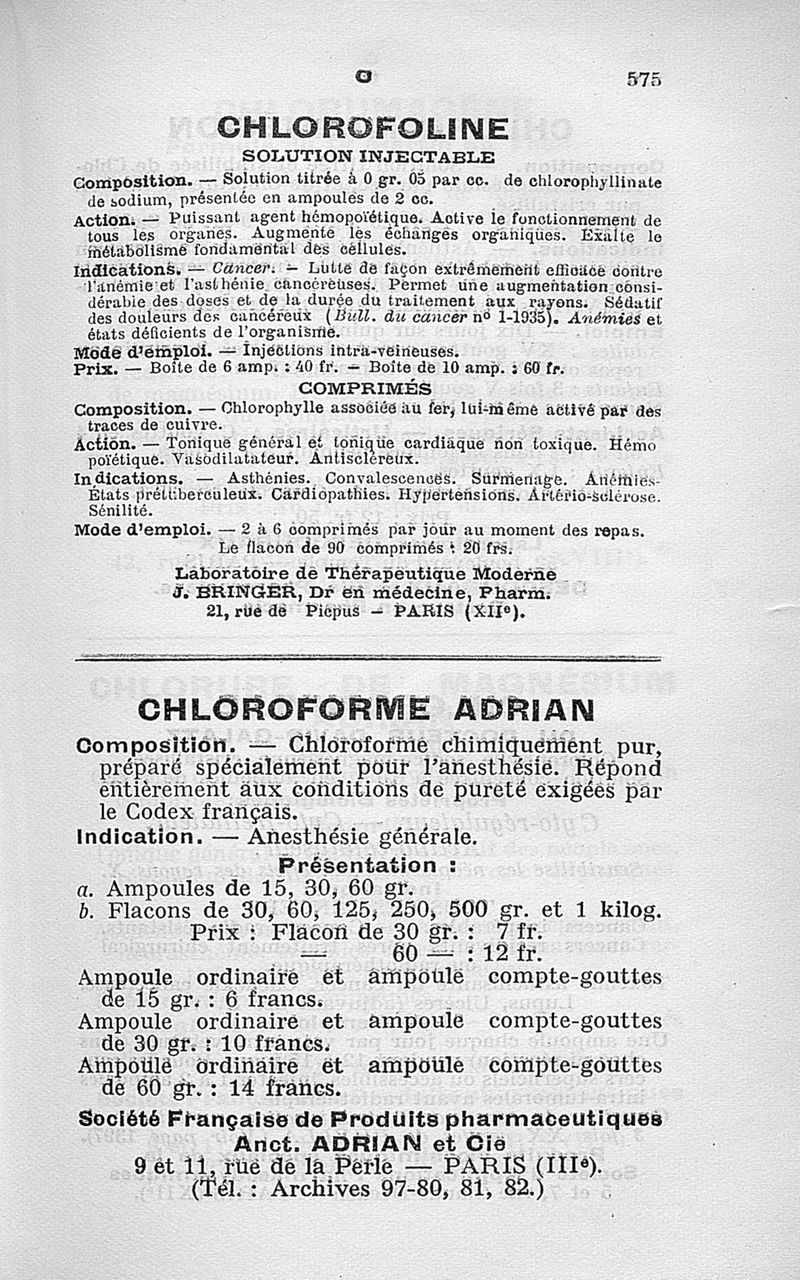 C 575
CHLOROFOLINE
SOLUTION INJECTABLE
Composition. — Solution titrée à 0 gr. 05 par cc. de chlorophyllinate
de sodium, présentée en ampoules de 2 cc.
Action. — Puissant agent hémopoïétique. Active le fonctionnement de
tous les organes. Augmente les échanges organiques. Exalte le
métabolisme fondamental des cellules.
Indications. — Cancer. — Lutte de façon extrêmement efficace contre
l'anémie et l'asthénie cancéreuses. Permet une augmentation consi-
dérable des doses et de la durée du traitement aux rayons. Sédatif
des douleurs des cancéreux (Bull. du cancer nº 1-1935). Anémies et
états déficients de l'organisme.
Mode d'emploi. — Injections intra-veineuses.
Prix. — Boîte de 6 amp. : 40 fr. — Boîte de 10 amp. : 60 fr.
COMPRIMÉS
Composition. — Chlorophylle associée au fer, lui-même activé par des
traces de cuivre.
Action. — Tonique général et tonique cardiaque non toxique. Hémo
poïétique. Vasodilatateur. Antiscléreux.
Indications. — Asthénies. Convalescences. Surmenage. Anémies-
États prétuberculeux. Cardiopathies. Hypertensions. Artério-sclérose.
Sénilité.
Mode d'emploi. — 2 à 6 comprimés par jour au moment des repas.
Le flacon de 90 comprimés : 20 frs.
Laboratoire de Thérapeutique Moderne
J. BRINGER, Dr en médecine, Pharm.
21, rue de Picpus — PARIS (XIIe).
CHLOROFORME ADRIAN
Composition. — Chloroforme chimiquement pur,
préparé spécialement pour l'anesthésie. Répond
entièrement aux conditions de pureté exigées par
le Codex français.
Indication. — Anesthésie générale.
Présentation :
a. Ampoules de 15, 30, 60 gr.
b. Flacons de 30, 60, 125, 250, 500 gr. et 1 kilog.
Prix : Flacon de 30 gr. : 7 fr.
— 60 — : 12 fr.
Ampoule ordinaire et ampoule compte-gouttes
de 15 gr. : 6 francs.
Ampoule ordinaire et ampoule compte-gouttes
de 30 gr. : 10 francs.
Ampoule ordinaire et ampoule compte-gouttes
de 60 gr. : 14 francs.
Société Française de Produits pharmaceutiques
Anct. ADRIAN et Cie
9 et 11, rue de la Perle — PARIS (IIIe).
(Tél. : Archives 97-80, 81, 82.)